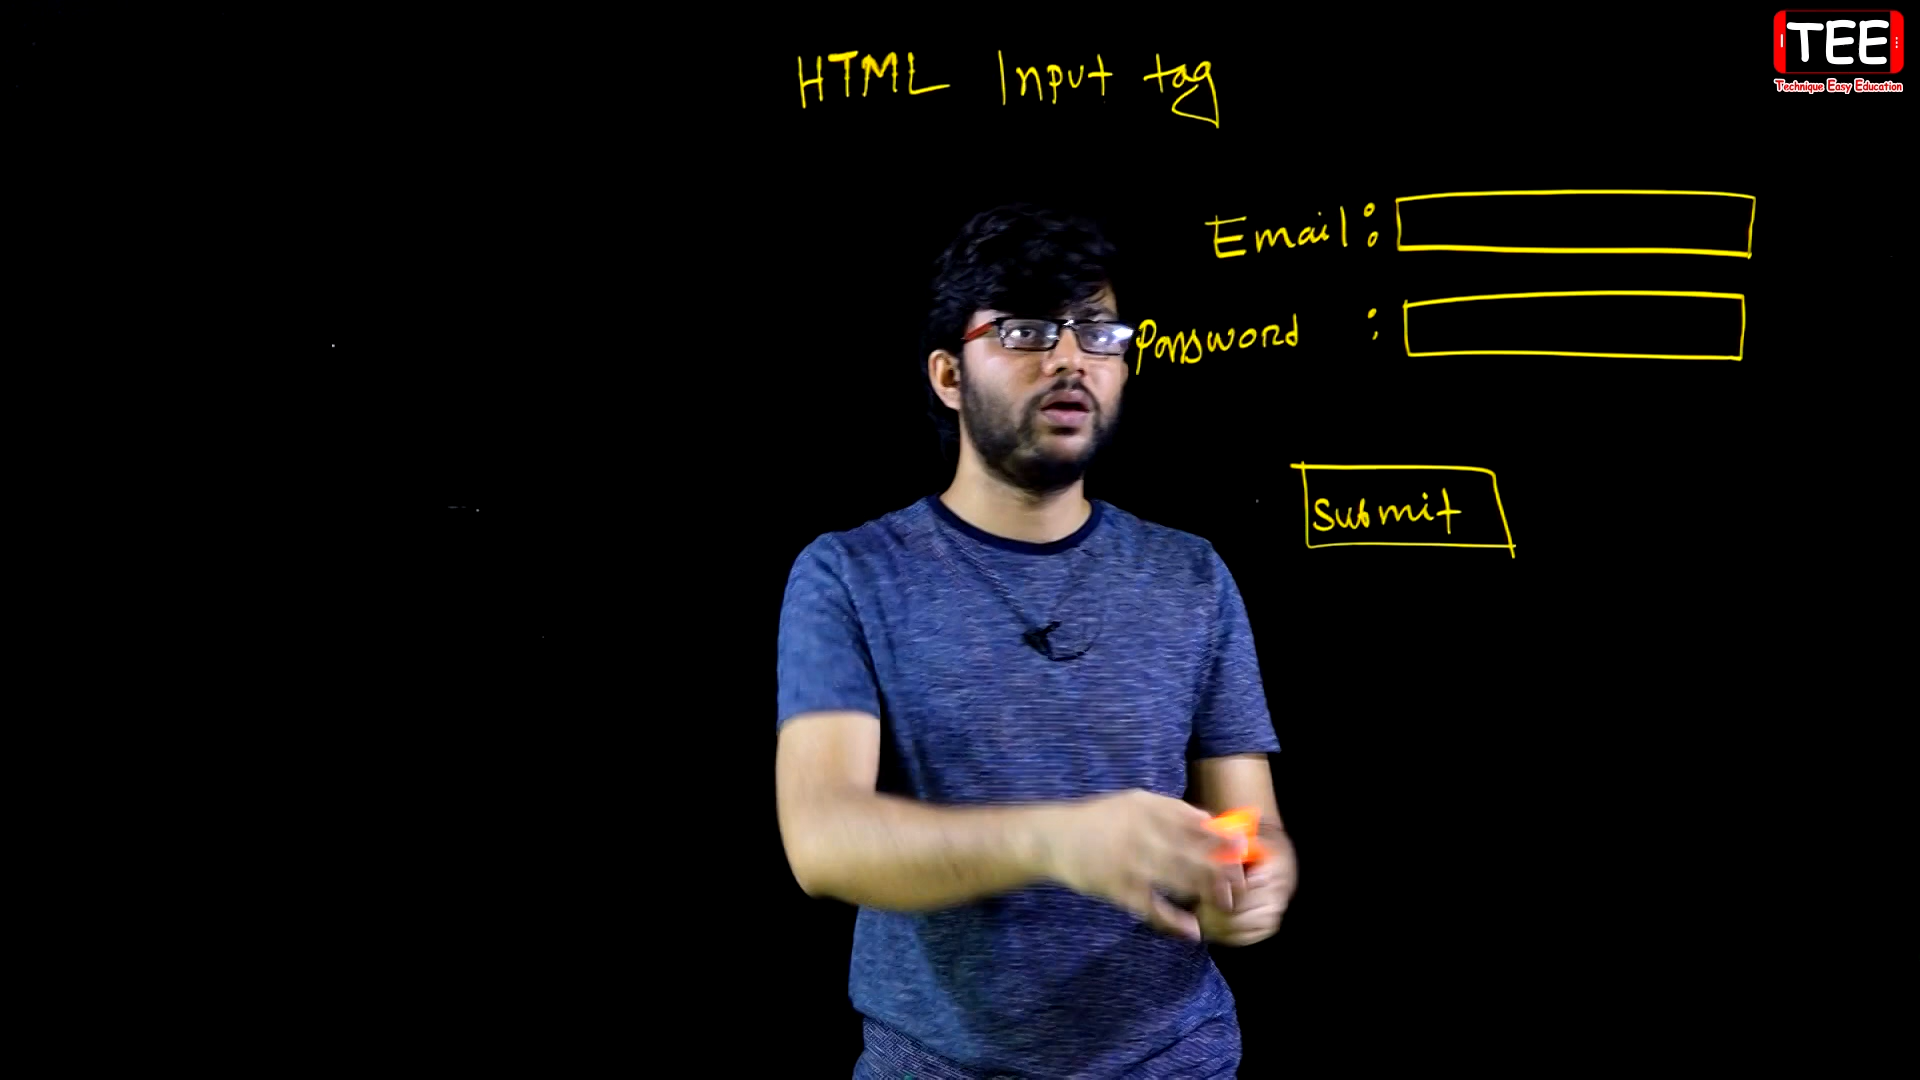 TEE
Technique Easy Education
HTML Input tag
Email:
Password :
Submit